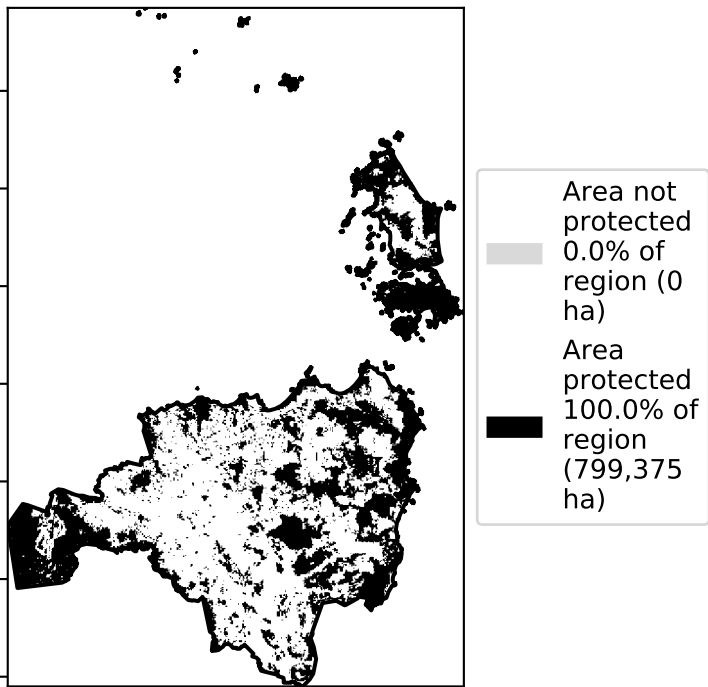 Area not
protected
0.0% of
region (0
ha)
Area
protected
100.0% of
region
(799,375
ha)